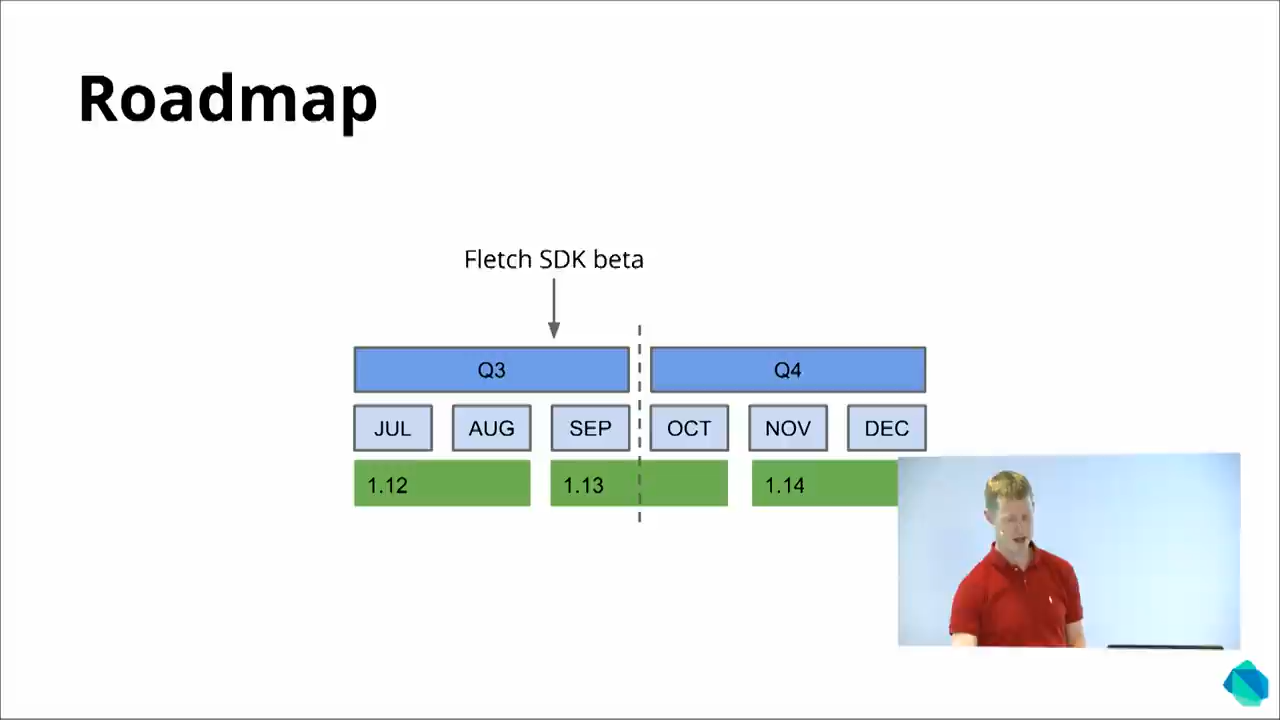 Roadmap
Fletch SDK beta
Q3 Q4
JUL AUG SEP OCT NOV DEC
1.12 1.13 1.14